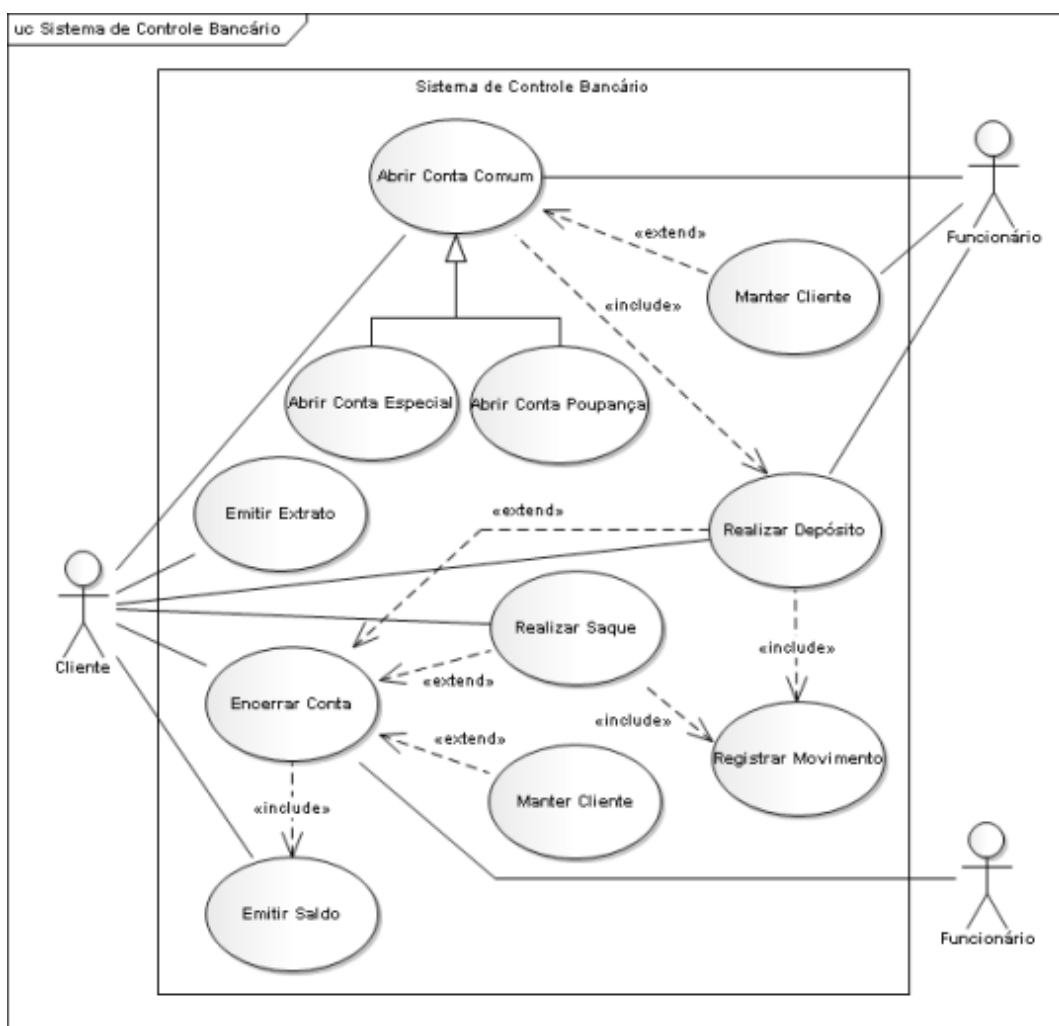 uc Sistema de Controle Bancário
Sistema de Controle Bancário
Abrir Conta Comum
Funcionário
«extend»
Manter Cliente
«include»
Abrir Conta Especial
Abrir Conta Poupança
Emitir Extrato
«extend»
Realizar Depósito
Cliente
Realizar Saque
«extend»
«include»
Encerrar Conta
«include»
«extend»
Registrar Movimento
Manter Cliente
«include»
Emitir Saldo
Funcionário